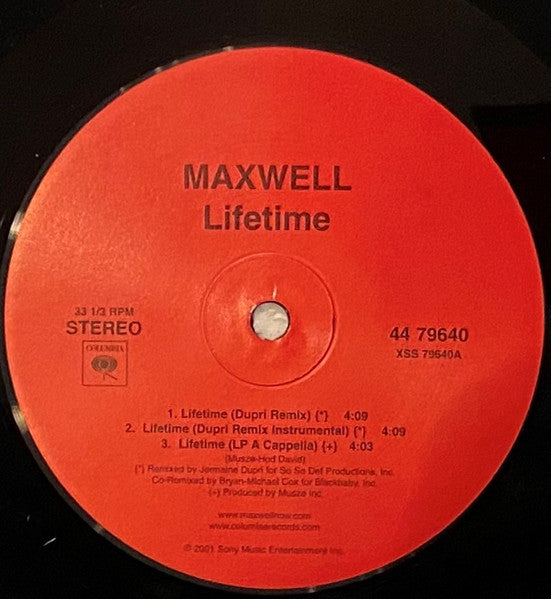 MAXWELL
Lifetime
33 1/3 RPM
STEREO
COLUMBIA
44 79640
XSS 79640A
1. Lifetime (Dupri Remix) {*} 4:09
2. Lifetime (Dupri Remix Instrumental) {*} 4:09
3. Lifetime (LP A Cappella) {+} 4:03
(Musze-Hod David)
{*} Remixed by Jermaine Dupri for So So Def Productions, Inc.
Co-Remixed by Bryan-Michael Cox for Blackbaby, Inc.
{+} Produced by Musze Inc.
www.maxwellnow.com
www.columbiarecords.com
℗ 2001 Sony Music Entertainment Inc.